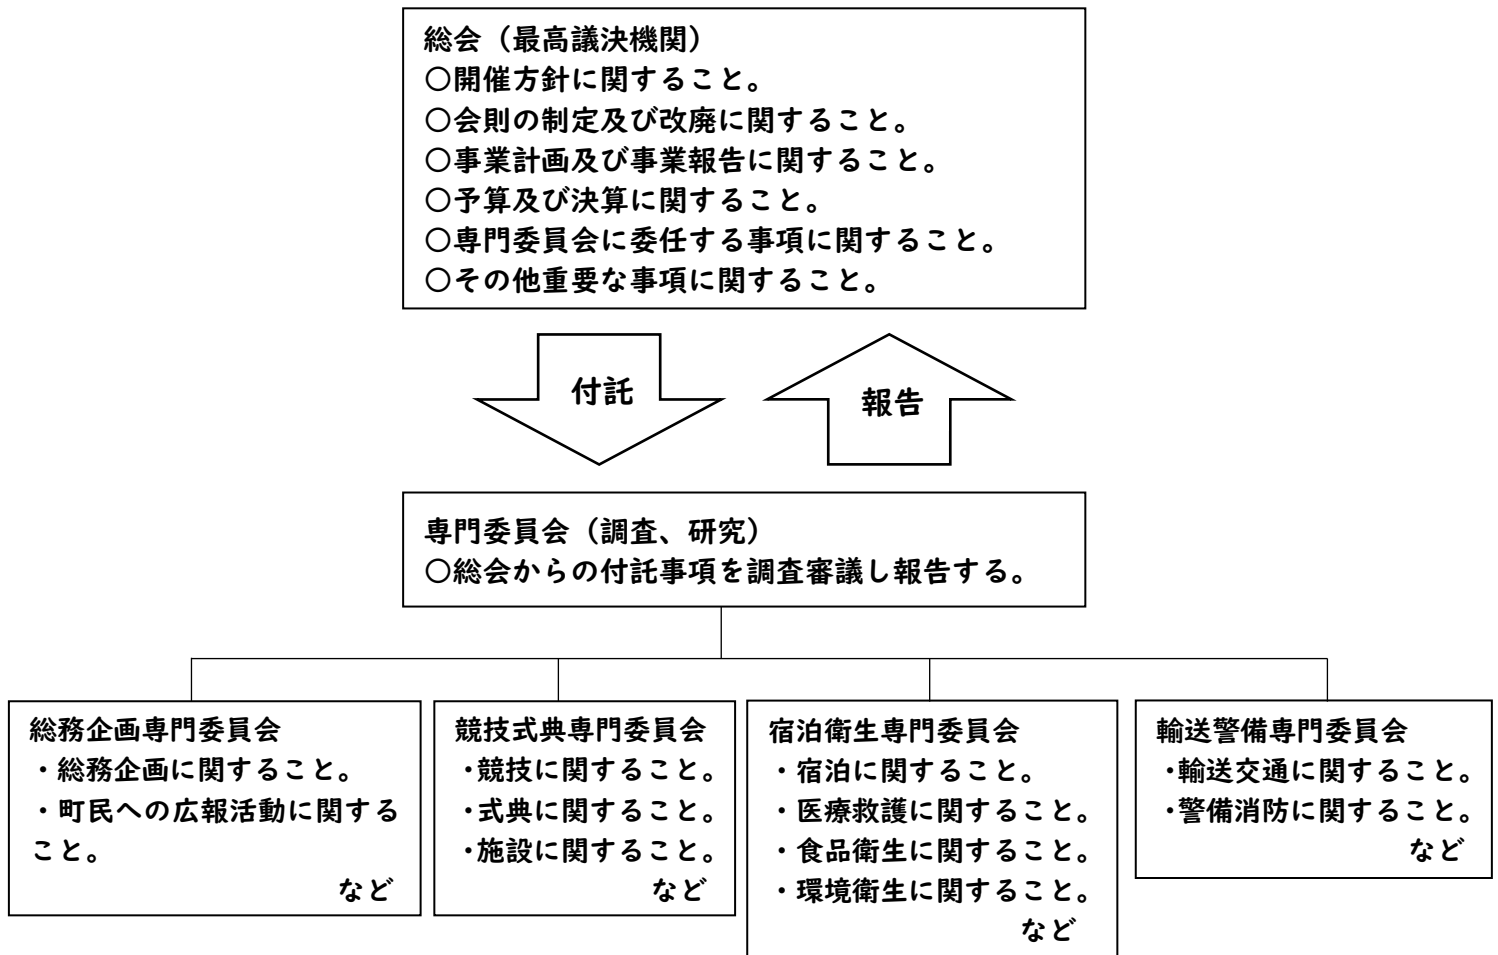 総会（最高議決機関）
〇開催方針に関すること。
〇会則の制定及び改廃に関すること。
〇事業計画及び事業報告に関すること。
〇予算及び決算に関すること。
〇専門委員会に委任する事項に関すること。
〇その他重要な事項に関すること。
付託
報告
専門委員会（調査、研究）
〇総会からの付託事項を調査審議し報告する。
総務企画専門委員会
・総務企画に関すること。
・町民への広報活動に関する
こと。
など
競技式典専門委員会
・競技に関すること。
・式典に関すること。
・施設に関すること。
など
宿泊衛生専門委員会
・宿泊に関すること。
・医療救護に関すること。
・食品衛生に関すること。
・環境衛生に関すること。
など
輸送警備専門委員会
・輸送交通に関すること。
・警備消防に関すること。
など